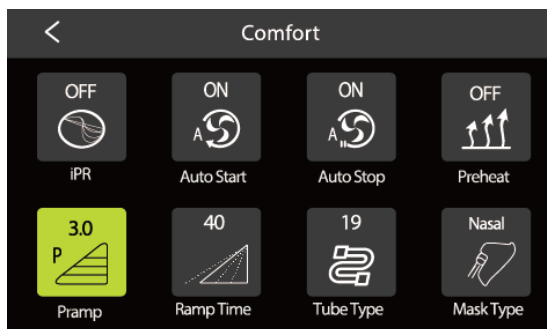 Comfort
OFF ON ON OFF
A A
iPR Auto Start Auto Stop Preheat
3.0 40 19 Nasal
P
Pramp Ramp Time Tube Type Mask Type